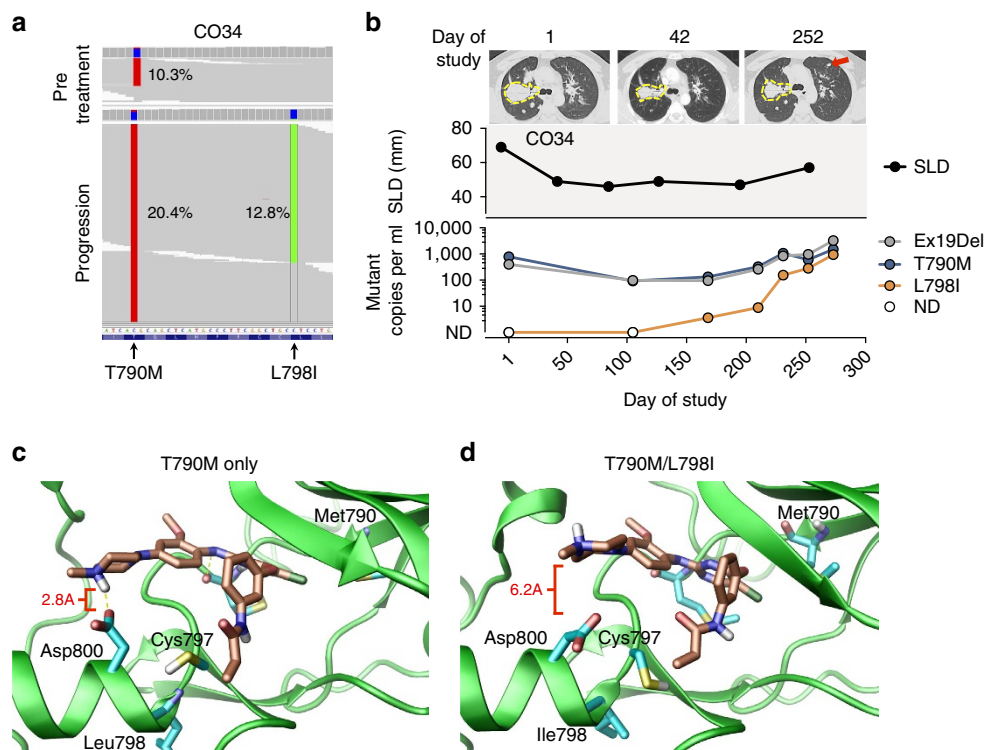 a
CO34
Pre
treatment
10.3%
Progression
20.4%
12.8%
T790M
L798I
b
Day of
study
1
42
252
SLD (mm)
80
60
40
CO34
SLD
Mutant
copies per ml
10,000
1,000
100
10
ND
Ex19Del
T790M
L798I
ND
1
50
100
150
200
250
300
Day of study
c
T790M only
Met790
2.8A
Asp800
Cys797
Leu798
d
T790M/L798I
Met790
6.2A
Asp800
Cys797
Ile798